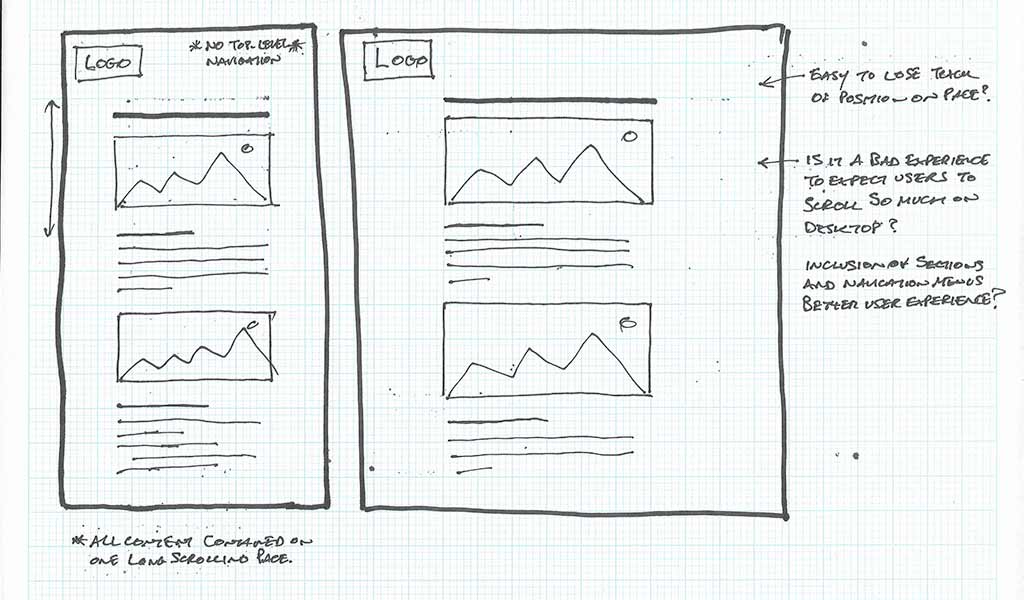 LOGO
* NO TOP LEVEL *
NAVIGATION
LOGO
EASY TO LOSE TRACK
OF POSITION ON PAGE?
IS IT A BAD EXPERIENCE
TO EXPECT USERS TO
SCROLL SO MUCH ON
DESKTOP?
INCLUSION OF SECTIONS
AND NAVIGATION MENUS
BETTER USER EXPERIENCE?
* ALL CONTENT CONTAINED ON
ONE LONG SCROLLING PAGE.